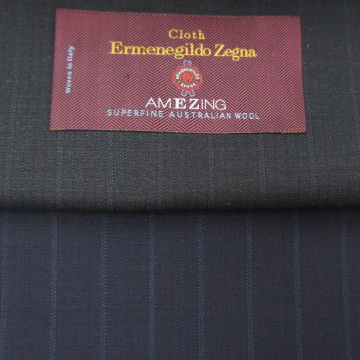 Cloth
Ermenegildo Zegna
Woven in Italy
AMEZING
SUPERFINE AUSTRALIAN WOOL